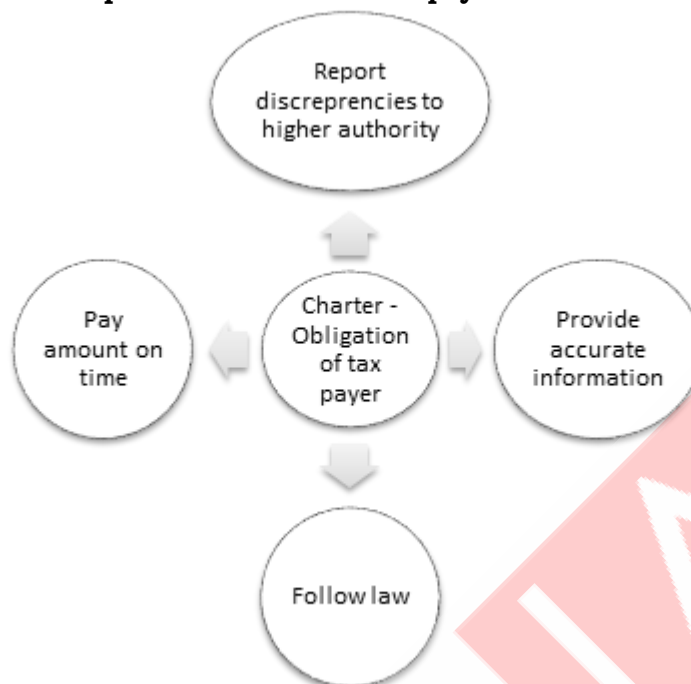 Report
discreprencies to
higher authority
Pay
amount on
time
Charter -
Obligation
of tax
payer
Provide
accurate
information
Follow law